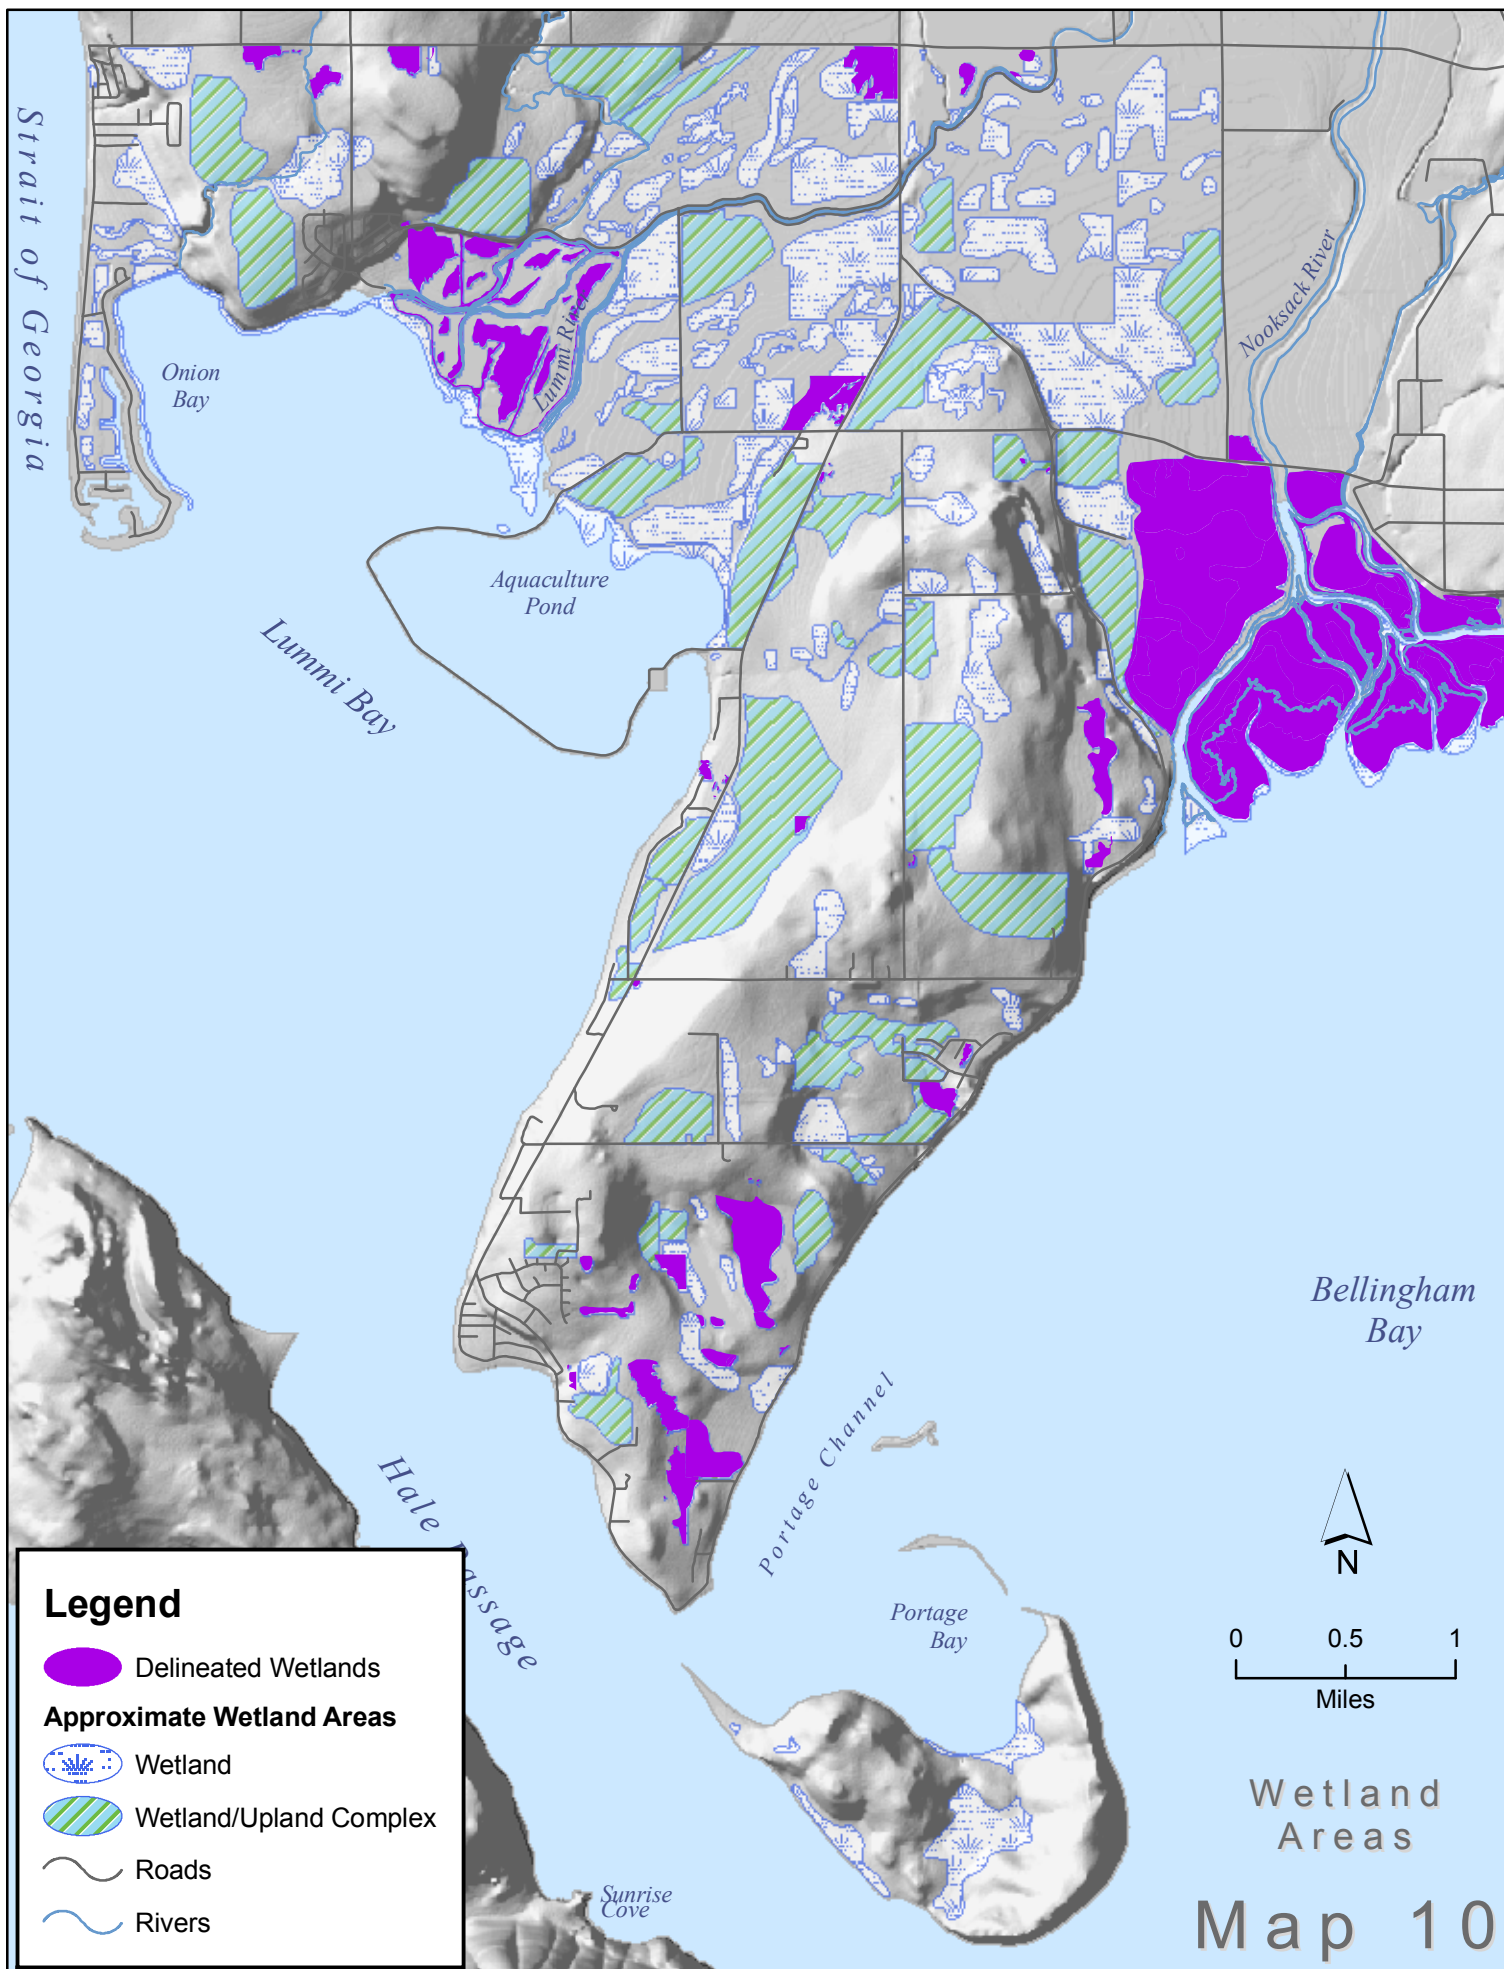 Strait of Georgia
Onion
Bay
Lummi River
Nooksack River
Aquaculture
Pond
Lummi Bay
Bellingham
Bay
Portage Channel
Hale Passage
Portage
Bay
Sunrise
Cove
N
0 0.5 1
Miles
Legend
Delineated Wetlands
Approximate Wetland Areas
Wetland
Wetland/Upland Complex
Roads
Rivers
Wetland
Areas
Map 10